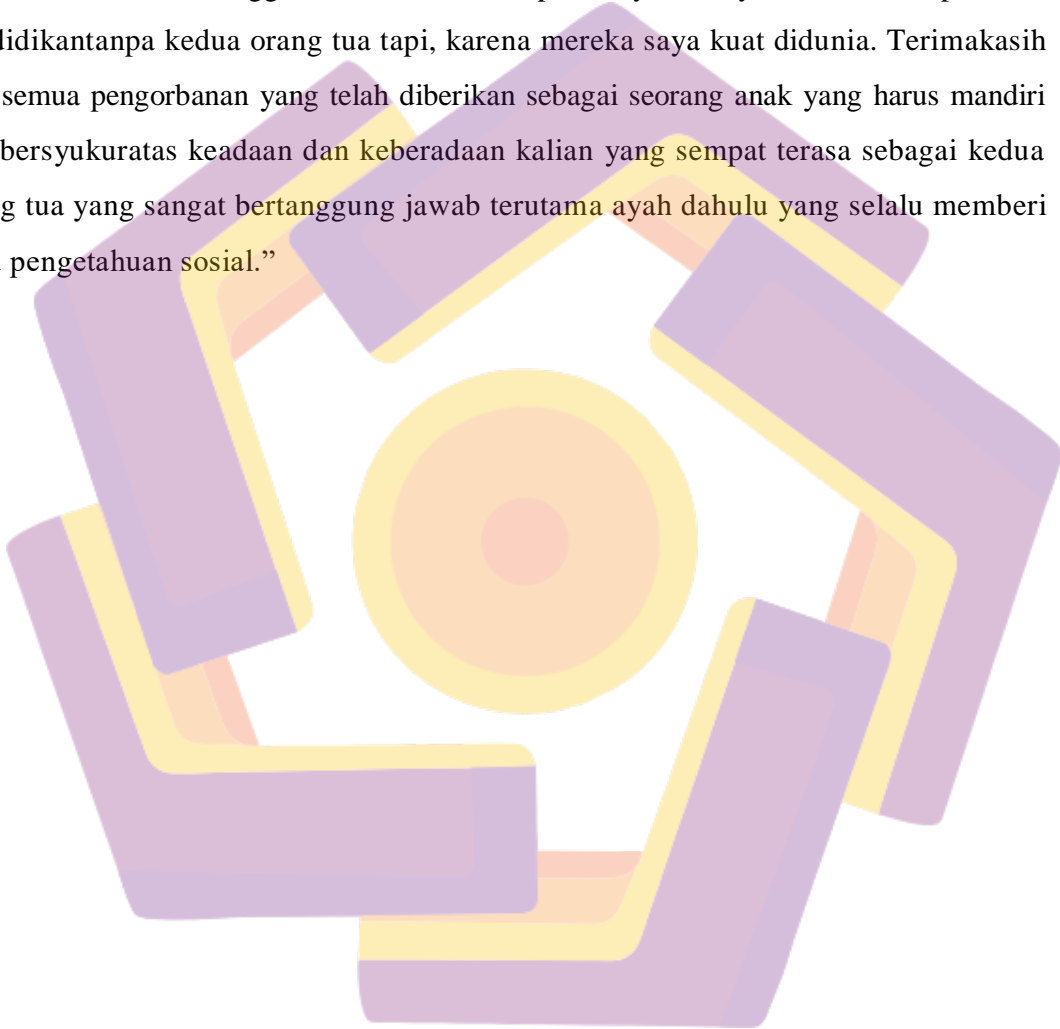 didikantanpa kedua orang tua tapi, karena mereka saya kuat didunia. Terimakasih
semua pengorbanan yang telah diberikan sebagai seorang anak yang harus mandiri
bersyukuratas keadaan dan keberadaan kalian yang sempat terasa sebagai kedua
g tua yang sangat bertanggung jawab terutama ayah dahulu yang selalu memberi
pengetahuan sosial.”